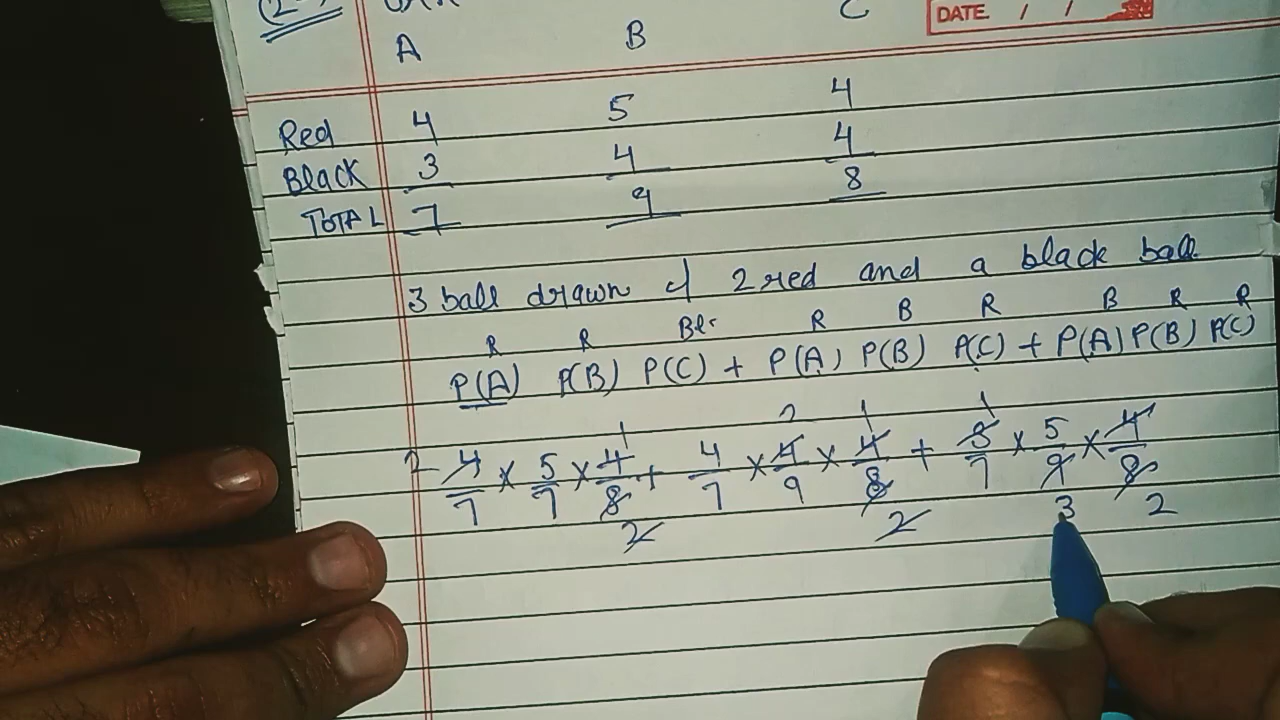 A B C
DATE / /
Red 4 5 4
Black 3 4 4
TOTAL 7 9 8
3 ball drawn of 2 red and a black ball
R R Blc R B R B R R
P(A) P(B) P(C) + P(A) P(B) P(C) + P(A) P(B) P(C)
1 2 1 1
2 4/7 × 5/7 × 4/8 + 4/7 × 4/9 × 4/8 + 3/7 × 5/9 × 4/8
2 2 3 2